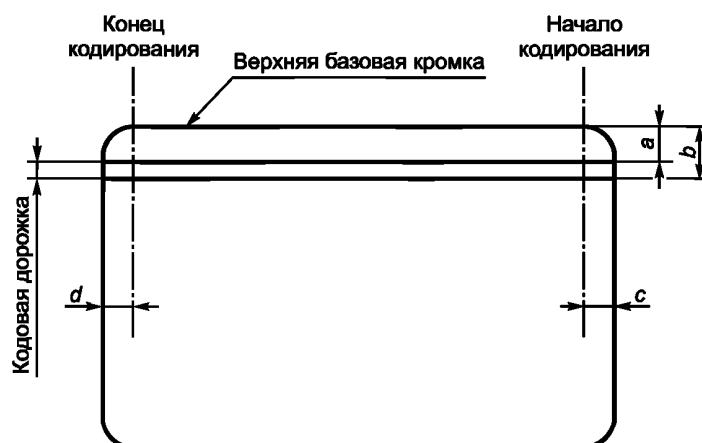 Конец
кодирования
Начало
кодирования
Верхняя базовая кромка
a
b
Кодовая дорожка
d
c